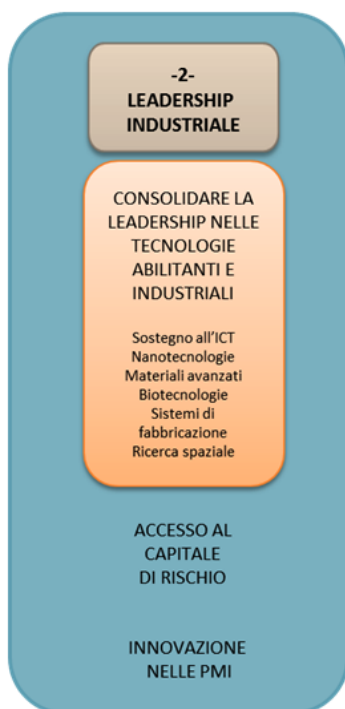 -2-
LEADERSHIP
INDUSTRIALE
CONSOLIDARE LA
LEADERSHIP NELLE
TECNOLOGIE
ABILITANTI E
INDUSTRIALI
Sostegno all'ICT
Nanotecnologie
Materiali avanzati
Biotecnologie
Sistemi di
fabbricazione
Ricerca spaziale
ACCESSO AL
CAPITALE
DI RISCHIO
INNOVAZIONE
NELLE PMI